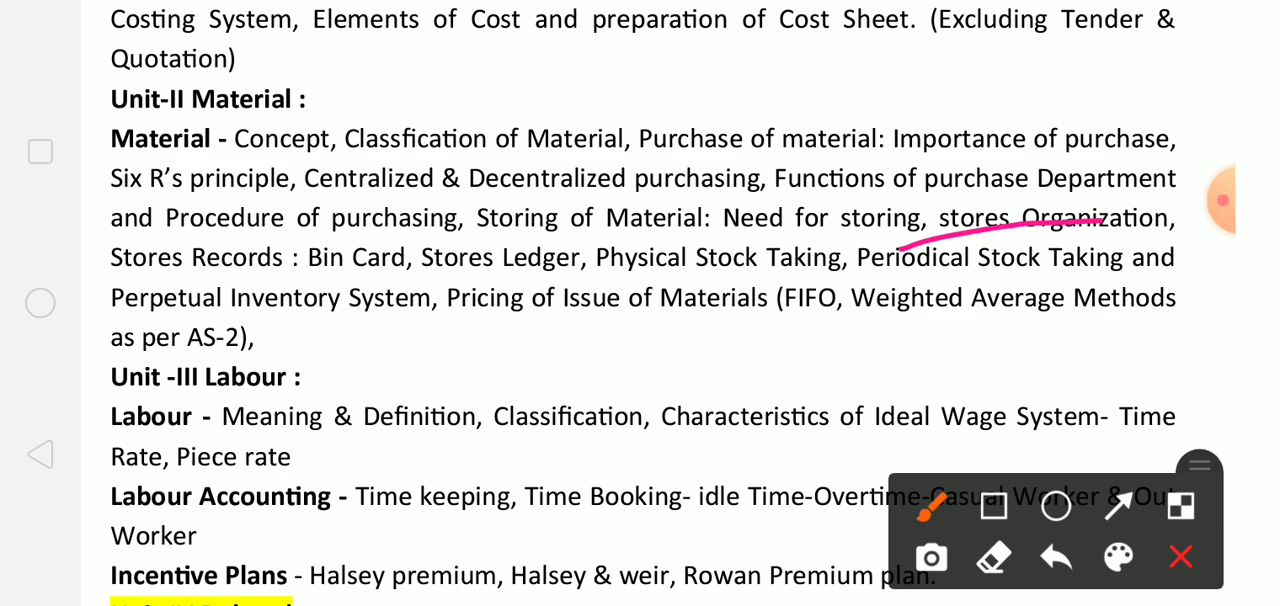 Costing System, Elements of Cost and preparation of Cost Sheet. (Excluding Tender &
Quotation)
Unit-II Material :
Material - Concept, Classfication of Material, Purchase of material: Importance of purchase,
Six R’s principle, Centralized & Decentralized purchasing, Functions of purchase Department
and Procedure of purchasing, Storing of Material: Need for storing, stores Organization,
Stores Records : Bin Card, Stores Ledger, Physical Stock Taking, Periodical Stock Taking and
Perpetual Inventory System, Pricing of Issue of Materials (FIFO, Weighted Average Methods
as per AS-2),
Unit -III Labour :
Labour - Meaning & Definition, Classification, Characteristics of Ideal Wage System- Time
Rate, Piece rate
Labour Accounting - Time keeping, Time Booking- idle Time-Overtime-Casual Worker & Out
Worker
Incentive Plans - Halsey premium, Halsey & weir, Rowan Premium plan.